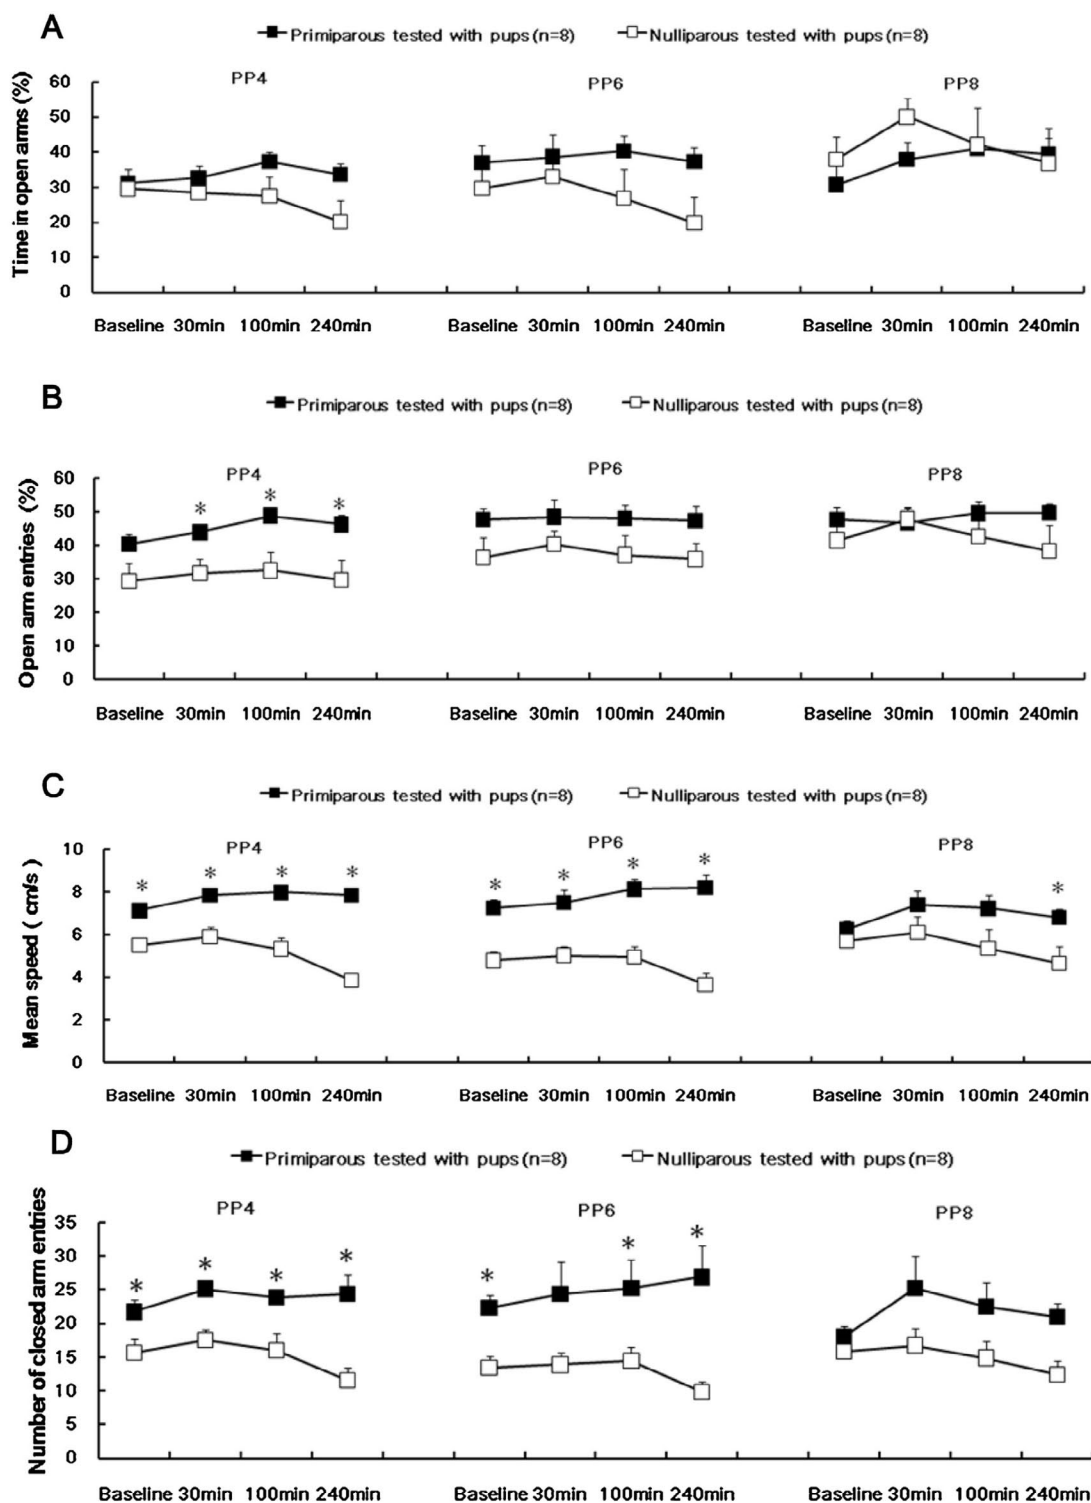 A
Primiparous tested with pups (n=8) Nulliparous tested with pups (n=8)
PP4 PP6 PP8
Time in open arms (%)
60
50
40
30
20
10
0
Baseline 30min 100min 240min Baseline 30min 100min 240min Baseline 30min 100min 240min
B
Primiparous tested with pups (n=8) Nulliparous tested with pups (n=8)
PP4 PP6 PP8
Open arm entries (%)
60
50
40
30
20
10
0
* * *
Baseline 30min 100min 240min Baseline 30min 100min 240min Baseline 30min 100min 240min
C
Primiparous tested with pups (n=8) Nulliparous tested with pups (n=8)
PP4 PP6 PP8
Mean speed ( cm/s )
10
8
6
4
2
0
* * * * * * * * *
Baseline 30min 100min 240min Baseline 30min 100min 240min Baseline 30min 100min 240min
D
Primiparous tested with pups (n=8) Nulliparous tested with pups (n=8)
PP4 PP6 PP8
Number of closed arm entries
35
30
25
20
15
10
5
0
* * * * * * *
Baseline 30min 100min 240min Baseline 30min 100min 240min Baseline 30min 100min 240min